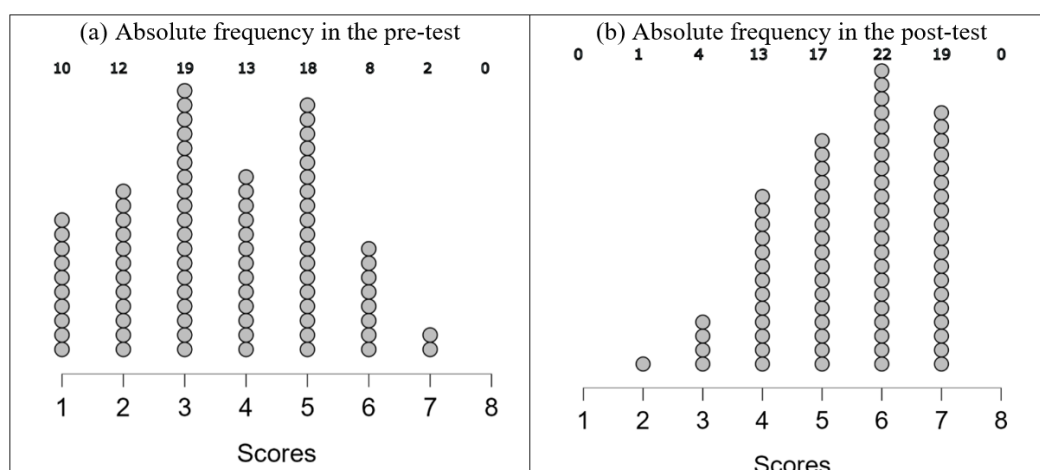 (a) Absolute frequency in the pre-test
10 12 19 13 18 8 2 0
1 2 3 4 5 6 7 8
Scores
(b) Absolute frequency in the post-test
0 1 4 13 17 22 19 0
1 2 3 4 5 6 7 8
Scores